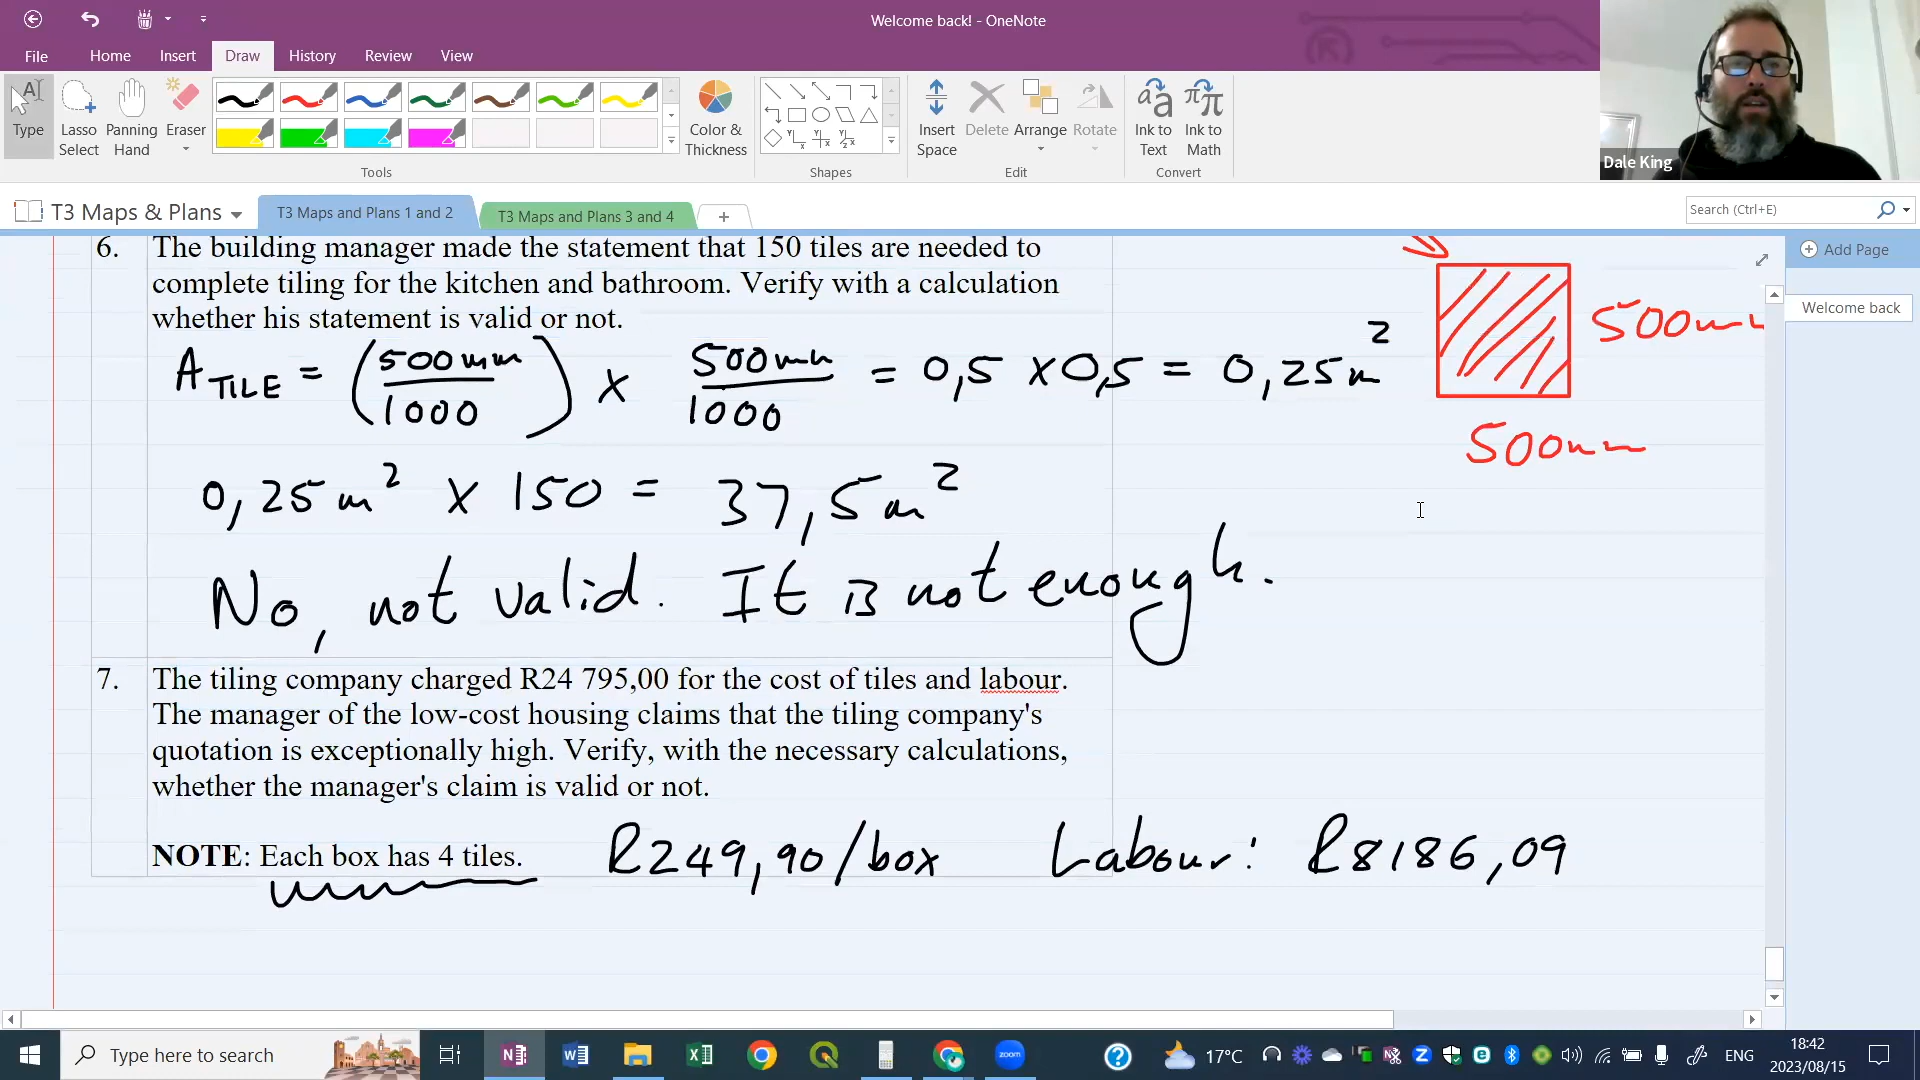 Welcome back! - OneNote
File Home Insert Draw History Review View
Type
Lasso Select
Panning Hand
Eraser
Color & Thickness
Insert Space
Delete
Arrange
Rotate
Ink to Text
Ink to Math
Tools
Shapes
Edit
Convert
Dale King
T3 Maps & Plans
T3 Maps and Plans 1 and 2
T3 Maps and Plans 3 and 4
Search (Ctrl+E)
Add Page
Welcome back
6. The building manager made the statement that 150 tiles are needed to
complete tiling for the kitchen and bathroom. Verify with a calculation
whether his statement is valid or not.
A TILE = (500mm/1000) x 500mm/1000 = 0,5 x 0,5 = 0,25m²
500mm
500mm
0,25m² x 150 = 37,5m²
No, not valid. It is not enough.
7. The tiling company charged R24 795,00 for the cost of tiles and labour.
The manager of the low-cost housing claims that the tiling company's
quotation is exceptionally high. Verify, with the necessary calculations,
whether the manager's claim is valid or not.
NOTE: Each box has 4 tiles. R249,90/box Labour: R8186,09
Type here to search
zoom
17°C
ENG
18:42
2023/08/15